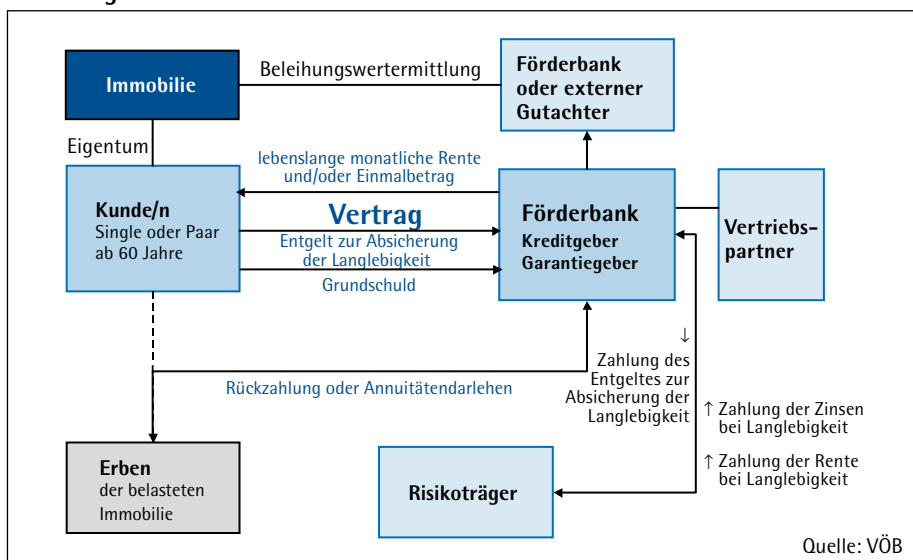 Immobilie
Beleihungswertermittlung
Förderbank
oder externer
Gutachter
Eigentum
lebenslange monatliche Rente
und/oder Einmalbetrag
Kunde/n
Single oder Paar
ab 60 Jahre
Vertrag
Entgelt zur Absicherung
der Langlebigkeit
Grundschuld
Förderbank
Kreditgeber
Garantiegeber
Vertriebs-
partner
Rückzahlung oder Annuitätendarlehen
↓
Zahlung des
Entgeltes zur
Absicherung der
Langlebigkeit
↑ Zahlung der Zinsen
bei Langlebigkeit
↑ Zahlung der Rente
bei Langlebigkeit
Erben
der belasteten
Immobilie
Risikoträger
Quelle: VÖB